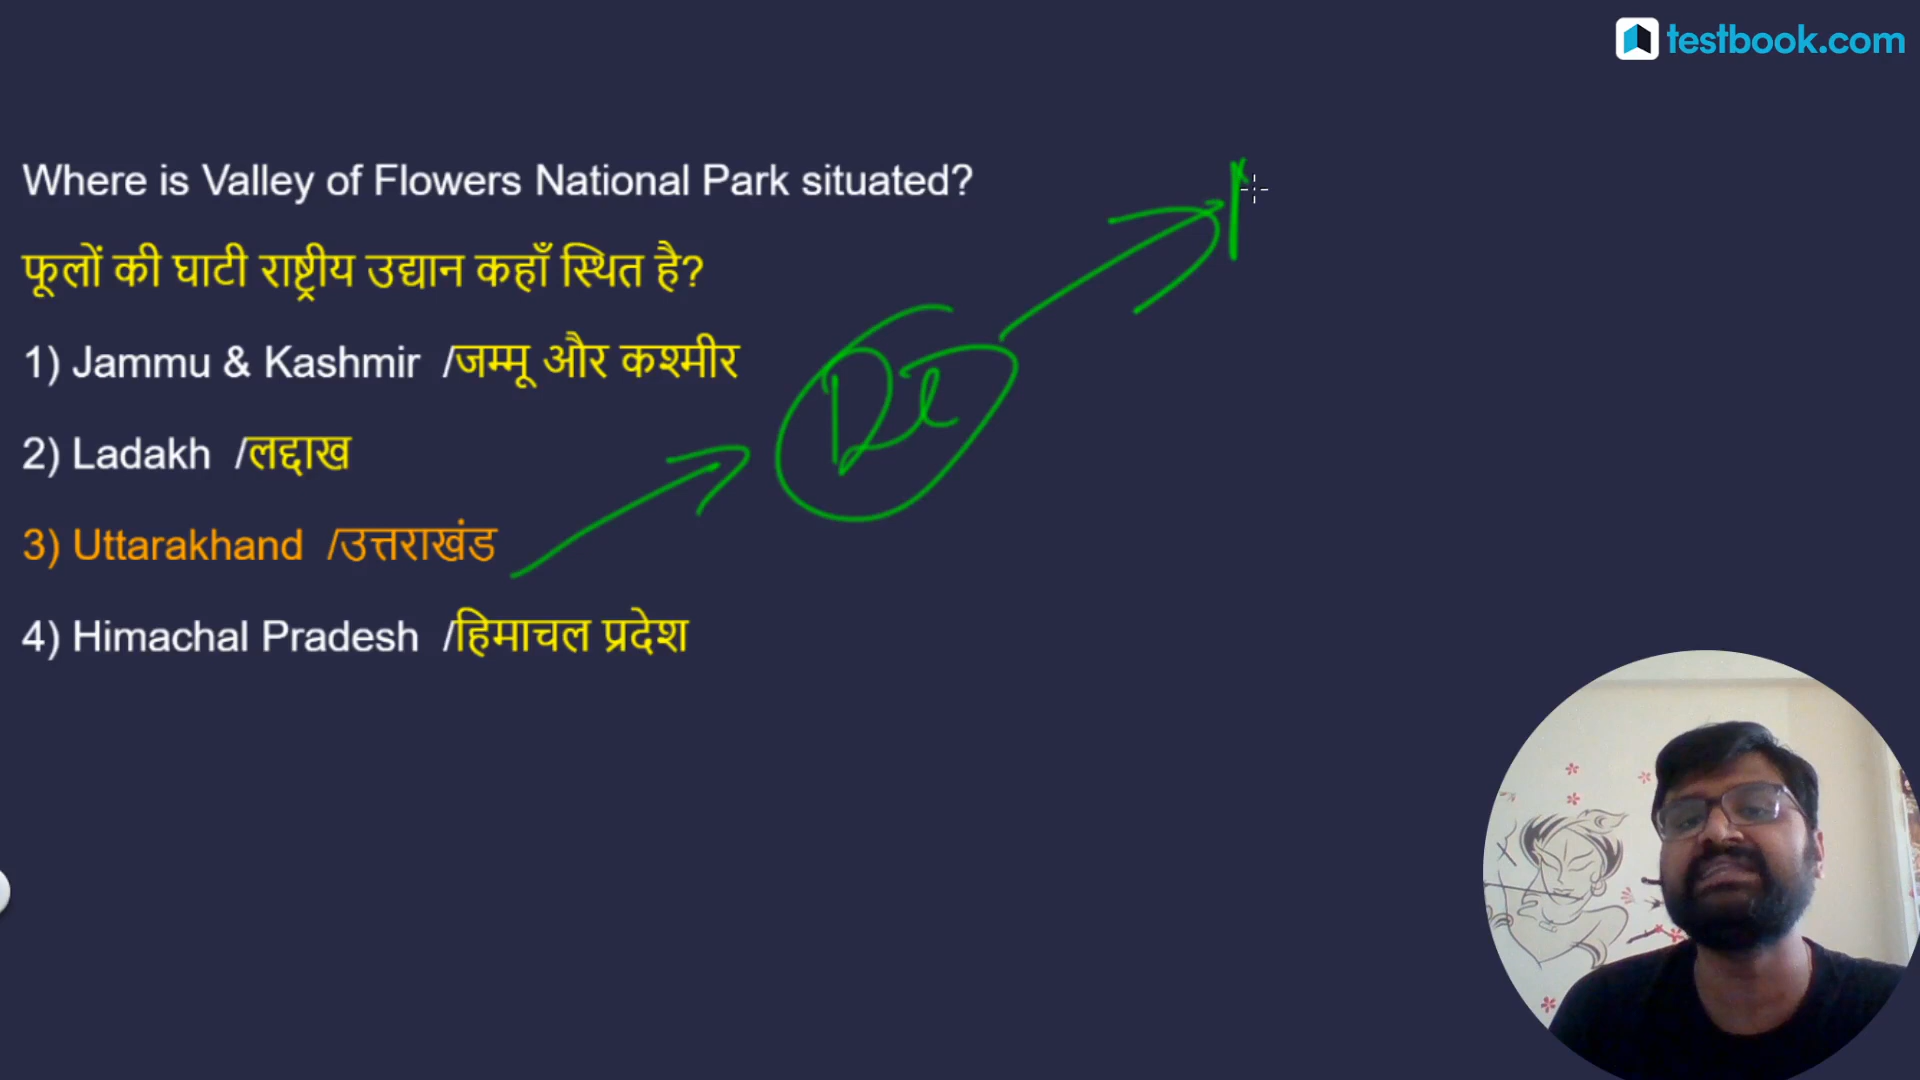 testbook.com
Where is Valley of Flowers National Park situated?
फूलों की घाटी राष्ट्रीय उद्यान कहाँ स्थित है?
1) Jammu & Kashmir /जम्मू और कश्मीर
2) Ladakh /लद्दाख
3) Uttarakhand /उत्तराखंड
4) Himachal Pradesh /हिमाचल प्रदेश